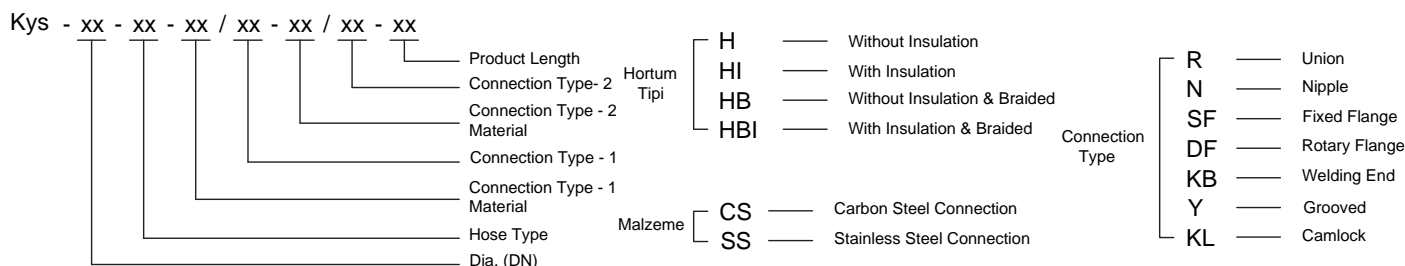 Kys - xx - xx - xx / xx - xx / xx - xx
Product Length
Connection Type- 2
Connection Type - 2
Material
Connection Type - 1
Connection Type - 1
Material
Hose Type
Dia. (DN)
Hortum
Tipi
H Without Insulation
HI With Insulation
HB Without Insulation & Braided
HBI With Insulation & Braided
Malzeme
CS Carbon Steel Connection
SS Stainless Steel Connection
Connection
Type
R Union
N Nipple
SF Fixed Flange
DF Rotary Flange
KB Welding End
Y Grooved
KL Camlock